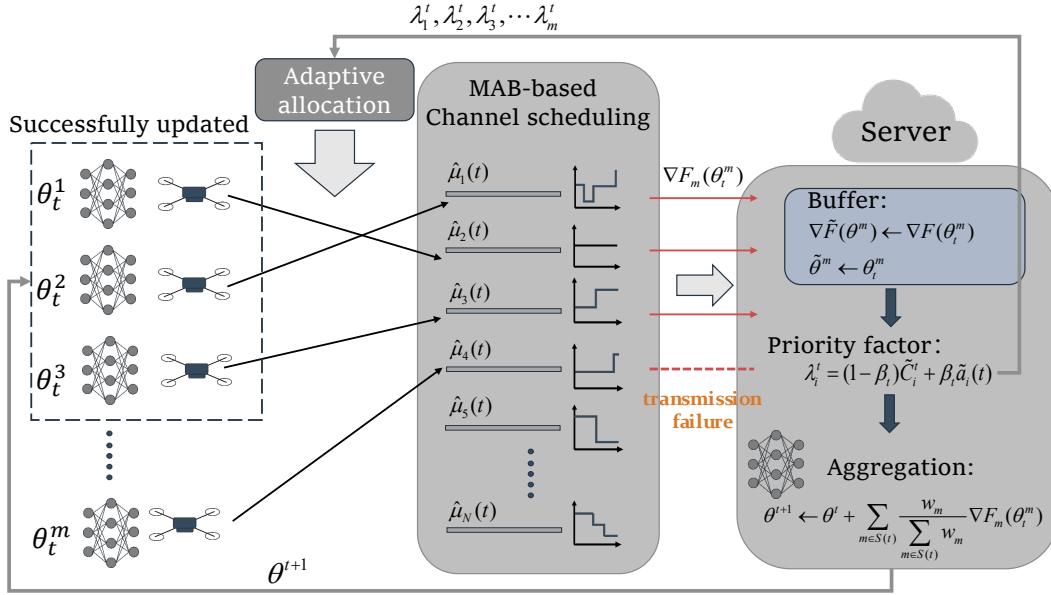 λ₁ᵗ, λ₂ᵗ, λ₃ᵗ, ⋯ λₘᵗ
Adaptive
allocation
Successfully updated
θₜ¹
θₜ²
θₜ³
θₜᵐ
MAB-based
Channel scheduling
μ̂₁(t)
μ̂₂(t)
μ̂₃(t)
μ̂₄(t)
μ̂₅(t)
μ̂_N(t)
∇Fₘ(θₜᵐ)
transmission
failure
Server
Buffer:
∇F̃(θᵐ) ← ∇F(θₜᵐ)
θ̃ᵐ ← θₜᵐ
Priority factor:
λᵢᵗ = (1−βₜ)C̃ᵢᵗ + βₜãᵢ(t)
Aggregation:
θᵗ⁺¹ ← θᵗ + ∑_{m∈S(t)} wₘ / ∑_{m∈S(t)} wₘ ∇Fₘ(θₜᵐ)
θᵗ⁺¹